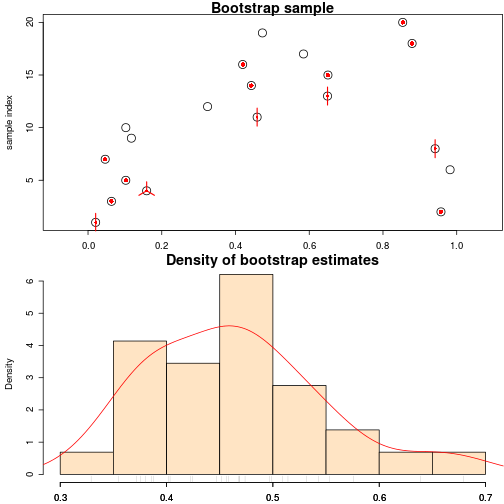 Bootstrap sample
20
15
10
5
sample index
0.0 0.2 0.4 0.6 0.8 1.0
Density of bootstrap estimates
6
5
4
3
2
1
0
Density
0.3 0.4 0.5 0.6 0.7